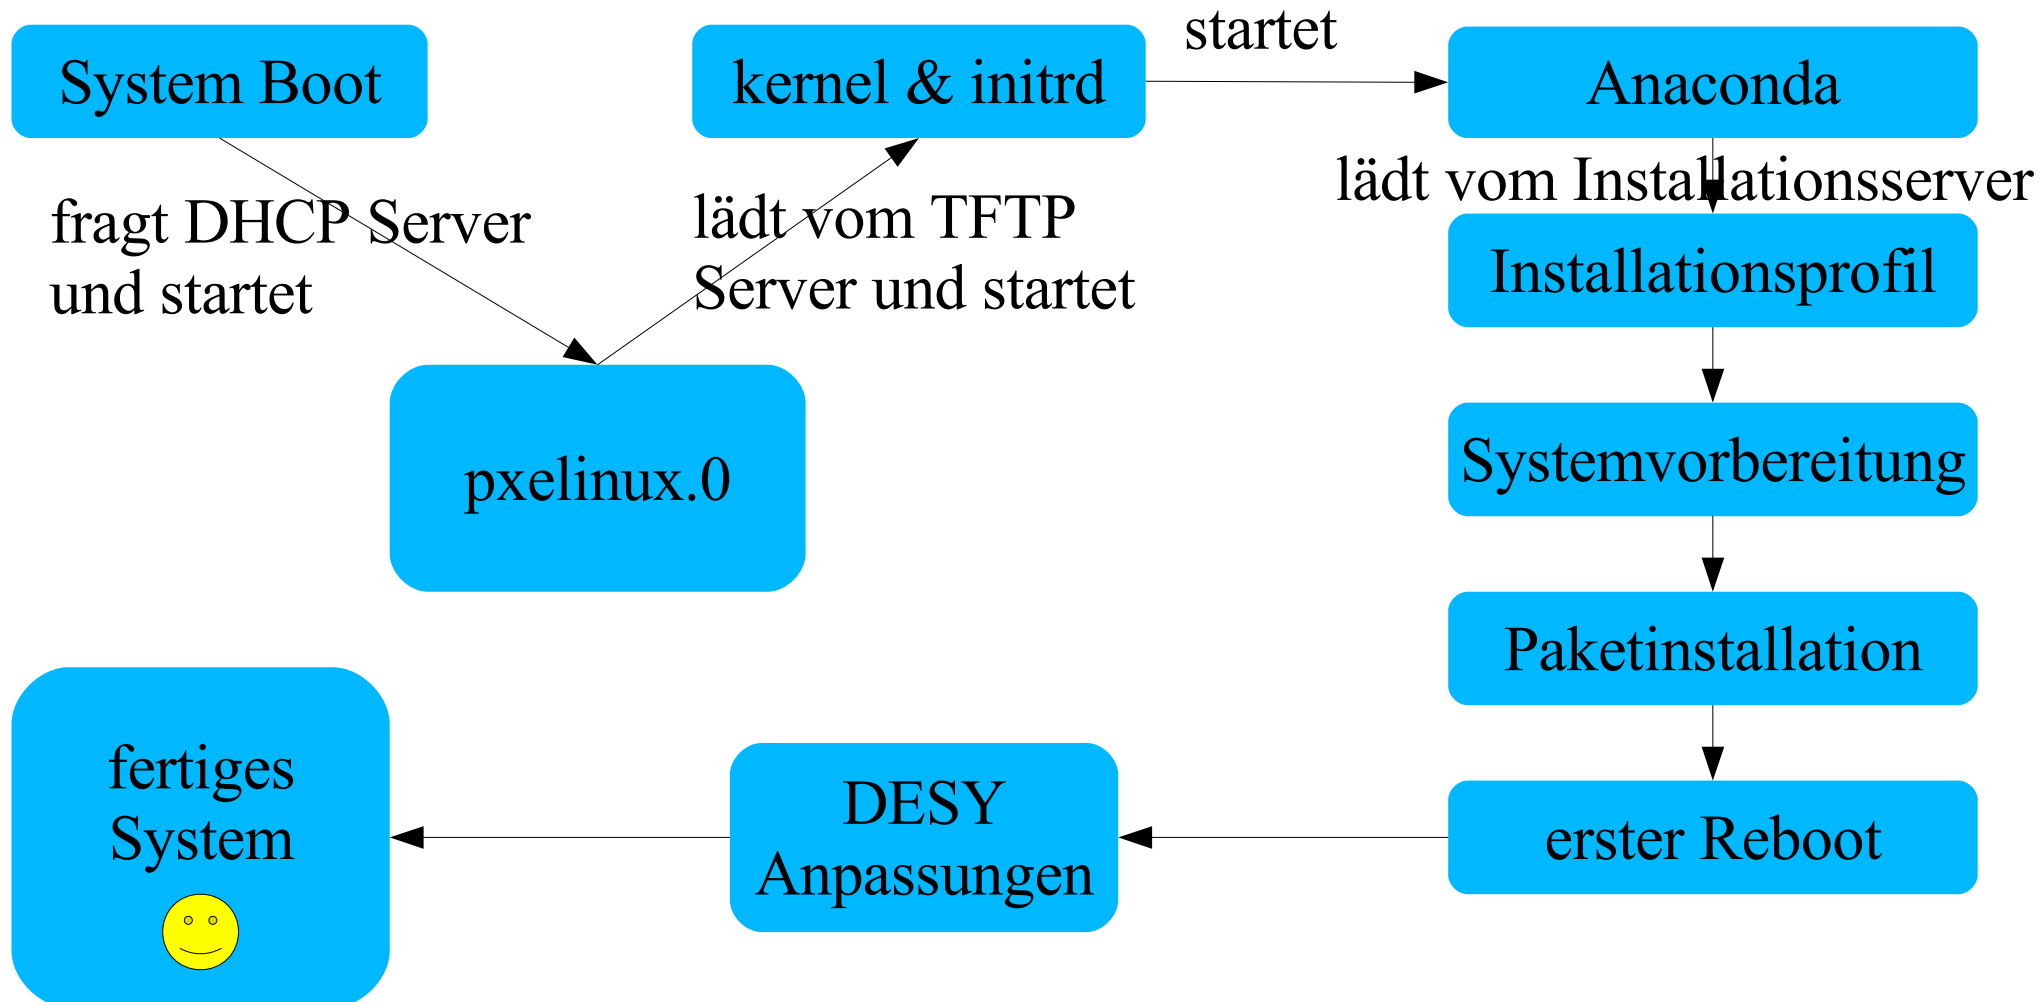 System Boot
fragt DHCP Server
und startet
pxelinux.0
lädt vom TFTP
Server und startet
kernel & initrd
startet
Anaconda
lädt vom Installationsserver
Installationsprofil
Systemvorbereitung
Paketinstallation
erster Reboot
DESY
Anpassungen
fertiges
System